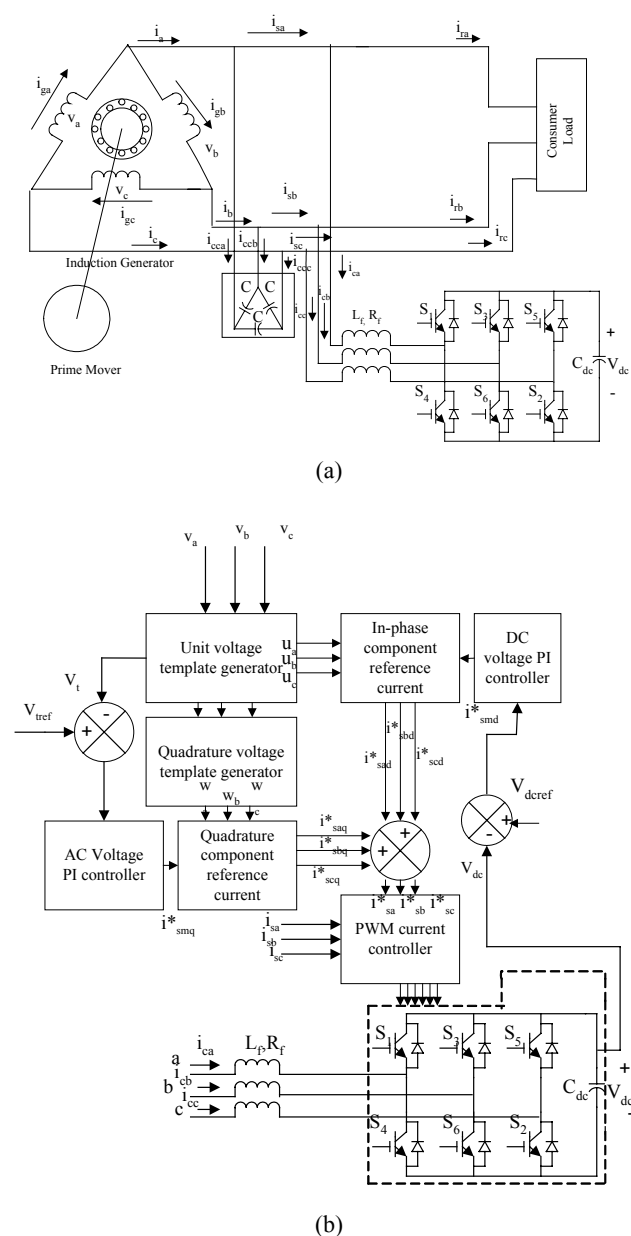 i_a
i_sa
i_ra
i_ga
i_gb
v_a
v_b
v_c
i_gc
i_c
i_b
i_sb
i_rb
i_rc
i_cca
i_ccb
i_sc
i_ccc
i_ca
i_cc
i_cb
Consumer
Load
Induction Generator
Prime Mover
C C
C
L_f, R_f
S_1 S_3 S_5
S_4 S_6 S_2
+
C_dc V_dc
-
(a)
v_a v_b v_c
Unit voltage
template generator
u_a
u_b
u_c
In-phase
component
reference
current
DC
voltage PI
controller
V_t
V_tref
-
+
Quadrature voltage
template generator
w w
w_b c
i*_sad
i*_sbd
i*_scd
i*_smd
V_dcref
+
-
V_dc
AC Voltage
PI controller
i*_smq
Quadrature
component
reference
current
i*_saq
i*_sbq
i*_scq
+
+
i*_sa i*_sb i*_sc
i_sa
i_sb
i_sc
PWM current
controller
a
b
c
i_ca
i_cb
i_cc
L_f,R_f
S_1 S_3 S_5
S_4 S_6 S_2
+
C_dc V_dc
-
(b)